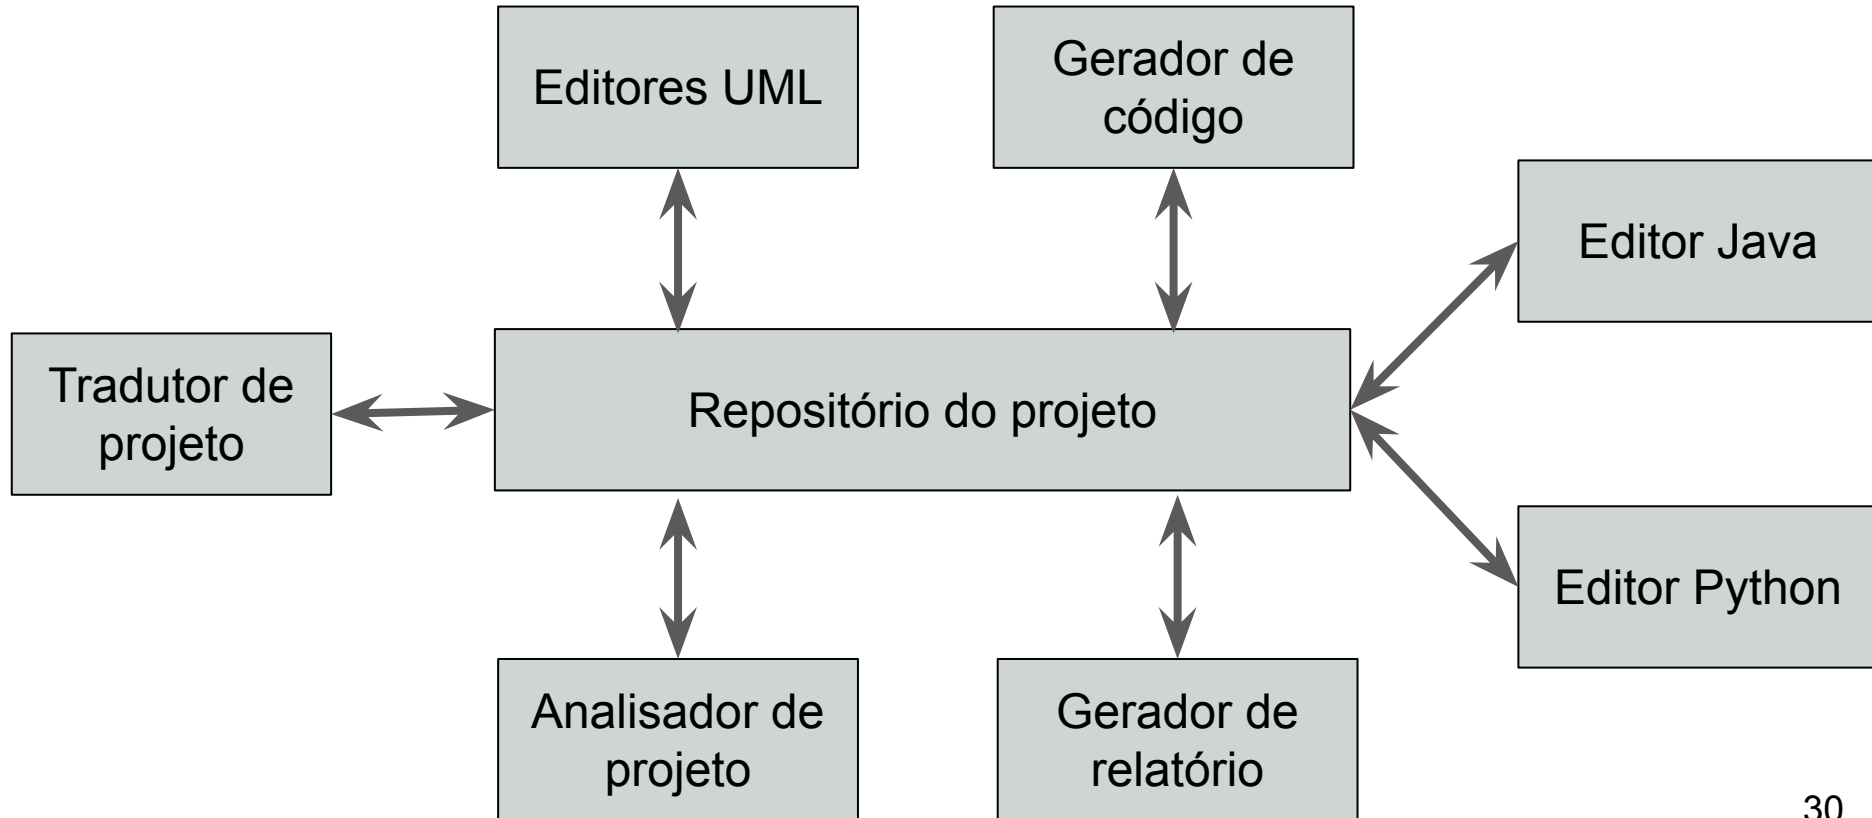 Editores UML
Gerador de
código
Editor Java
Tradutor de
projeto
Repositório do projeto
Editor Python
Analisador de
projeto
Gerador de
relatório
30